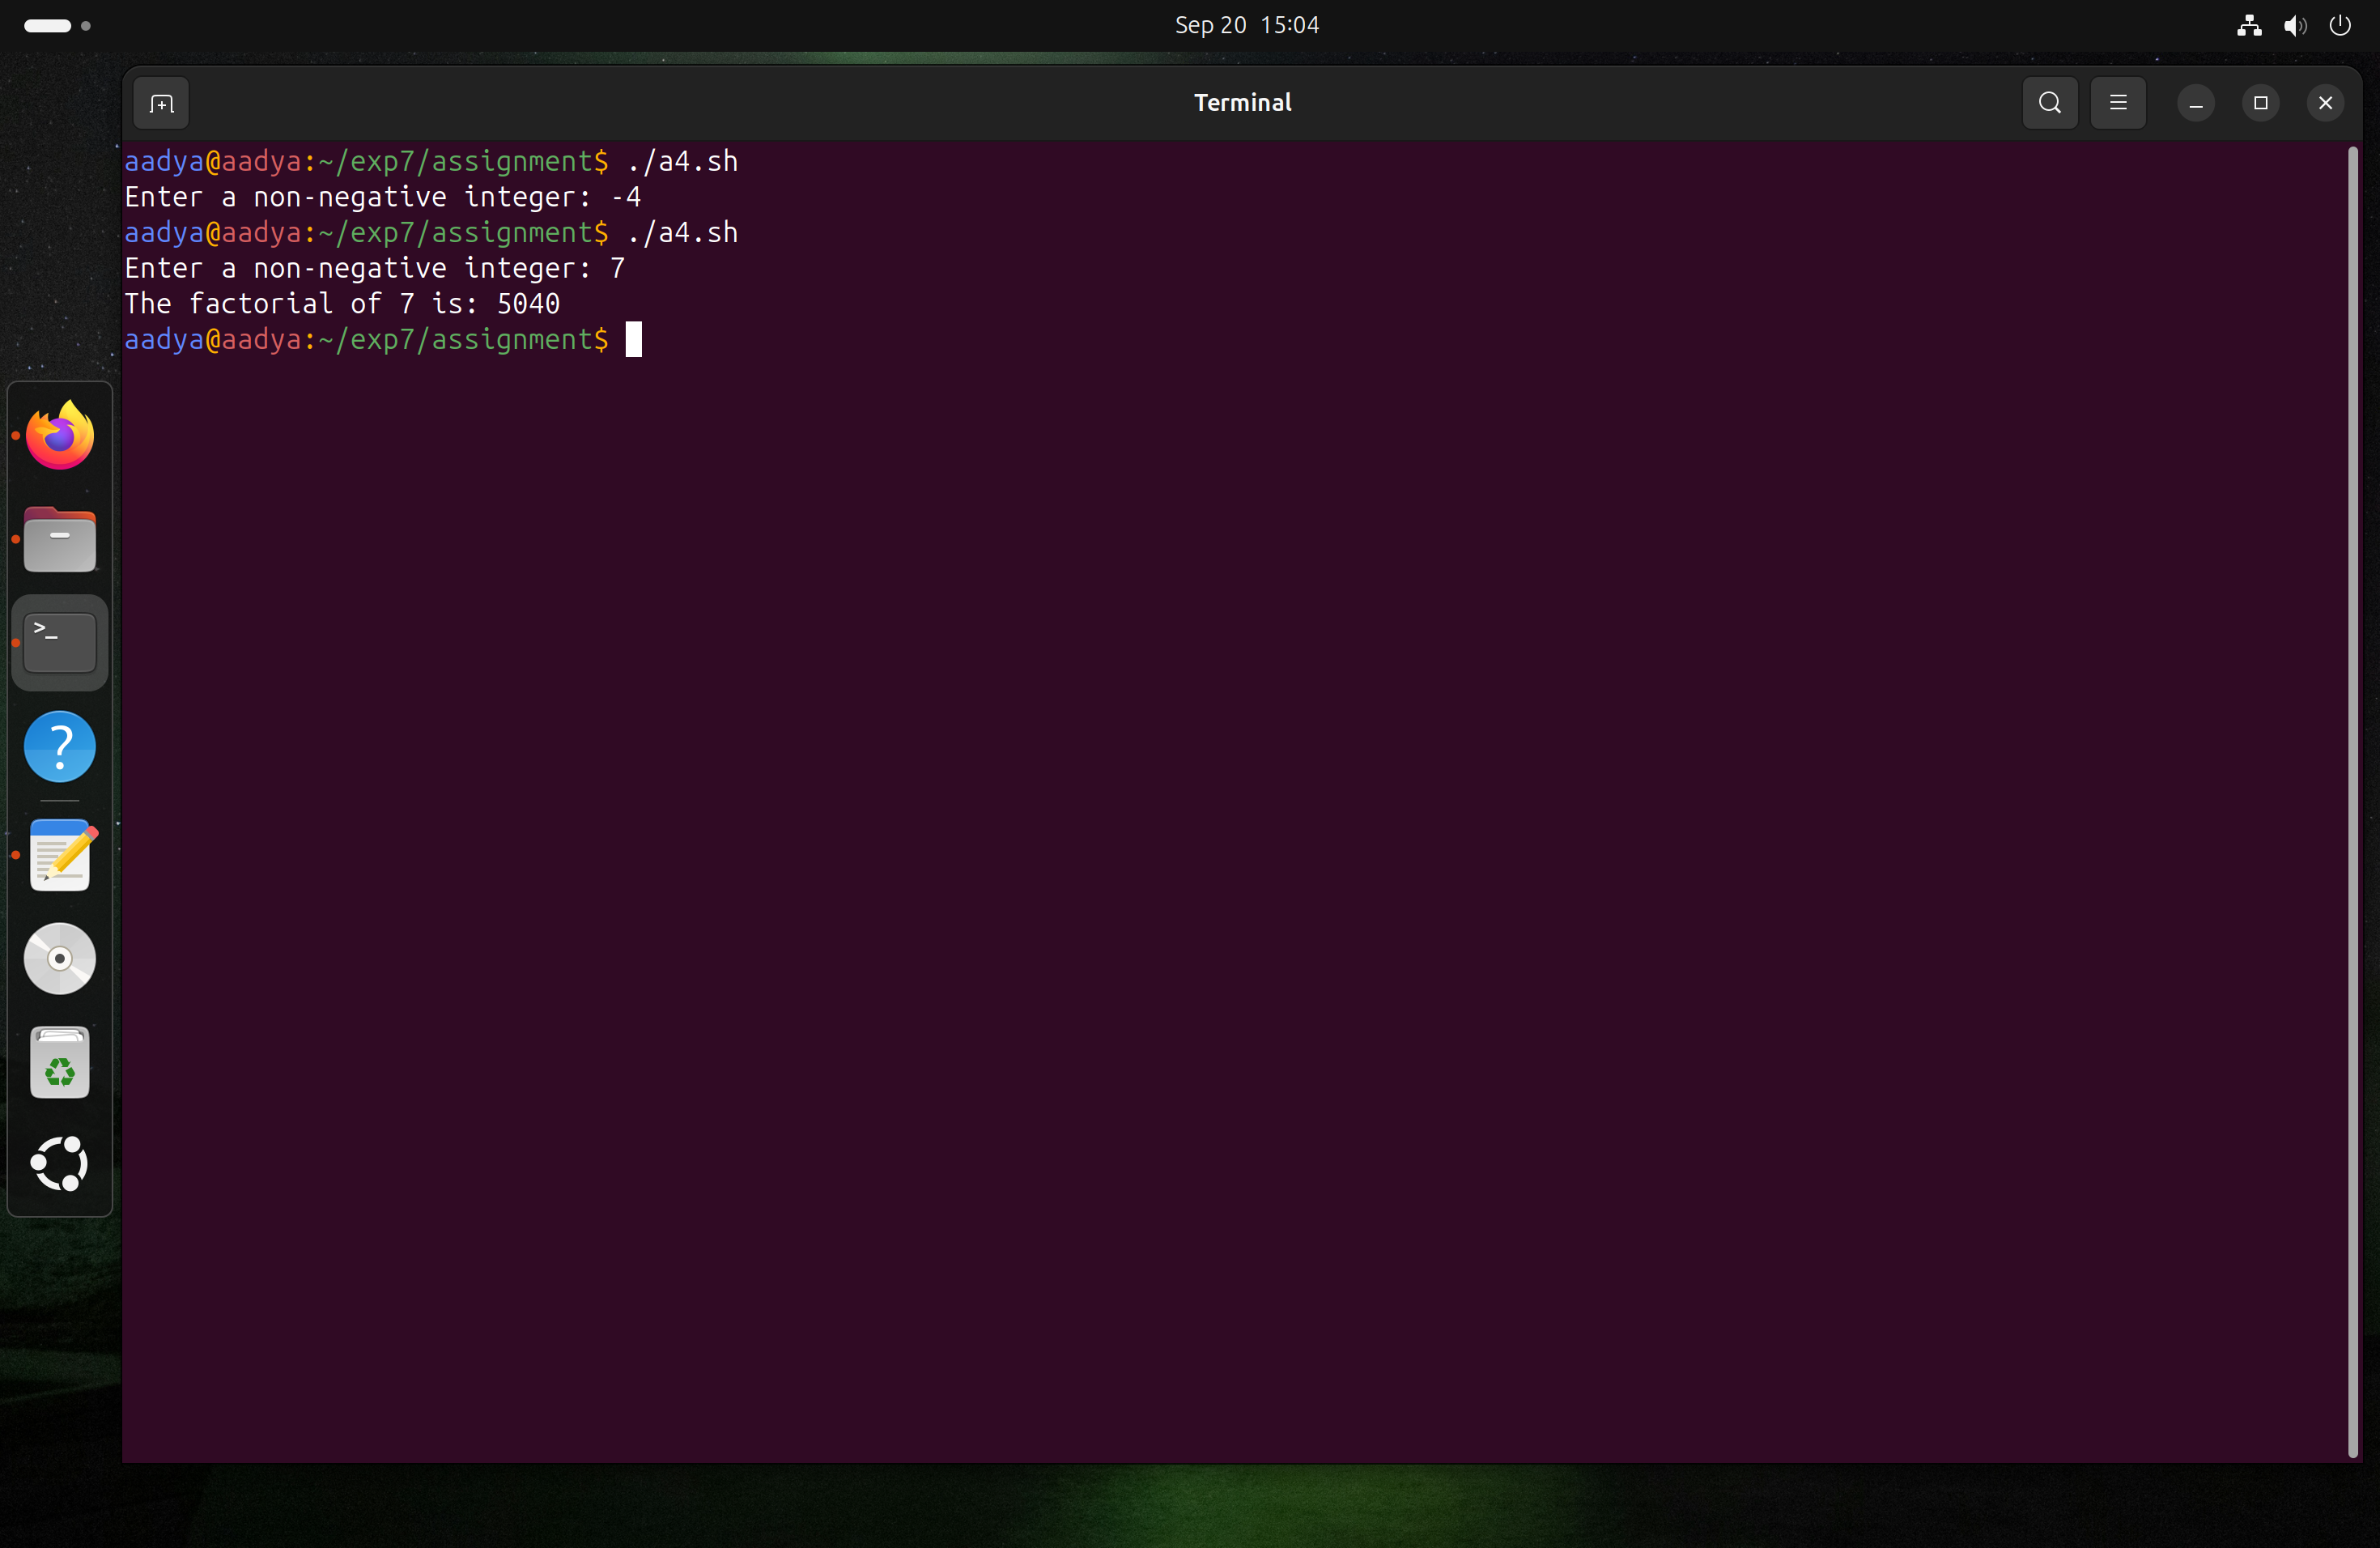 Sep 20 15:04
Terminal
aadya@aadya:~/exp7/assignment$ ./a4.sh
Enter a non-negative integer: -4
aadya@aadya:~/exp7/assignment$ ./a4.sh
Enter a non-negative integer: 7
The factorial of 7 is: 5040
aadya@aadya:~/exp7/assignment$